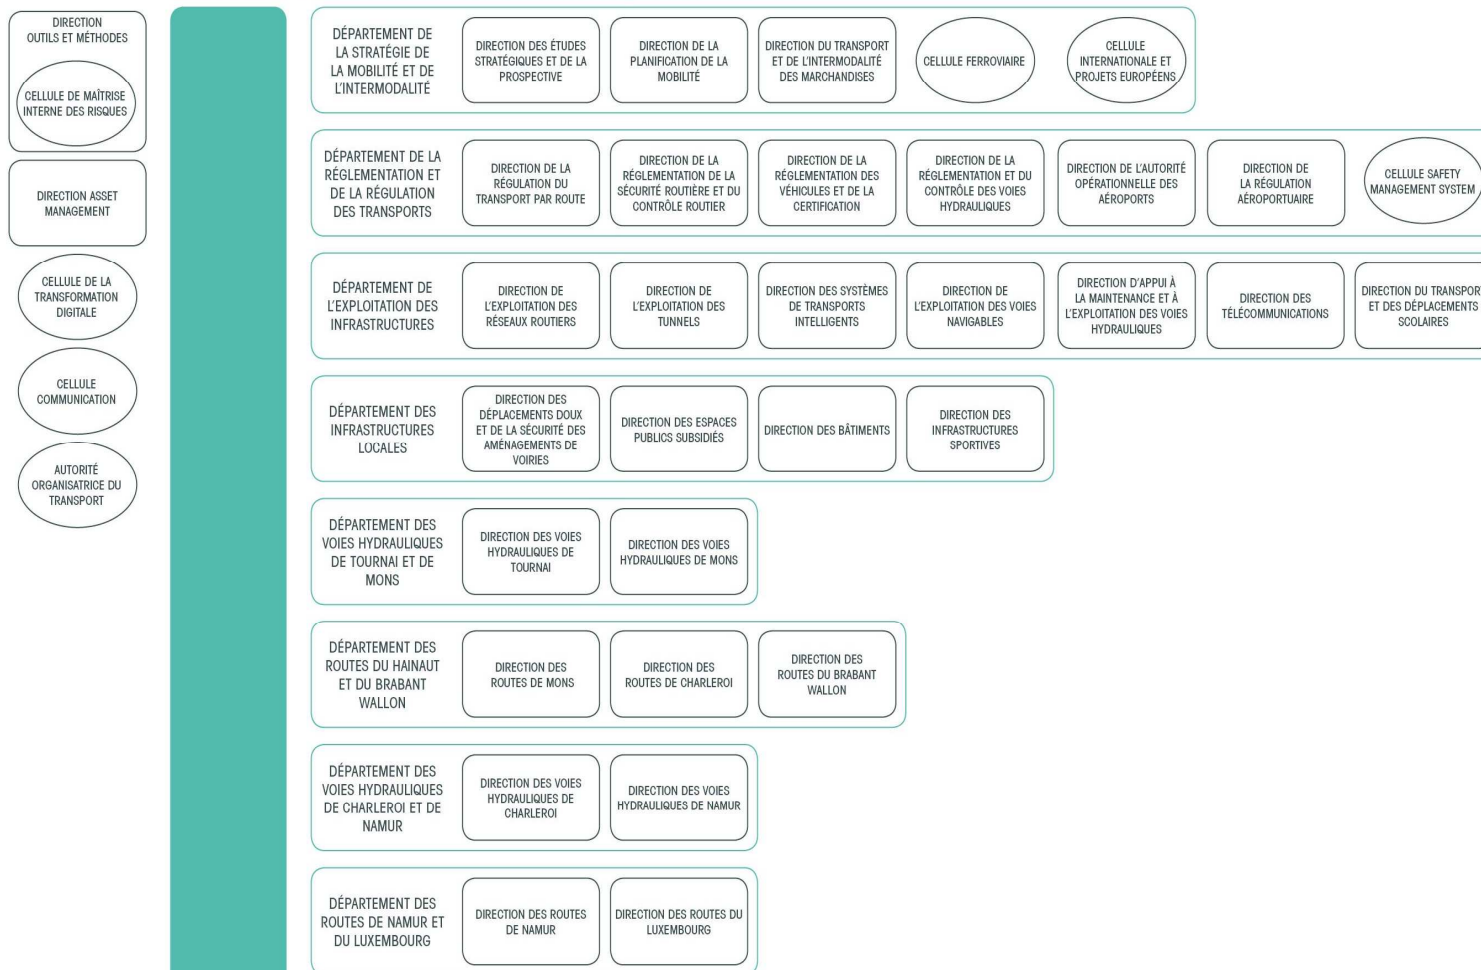 DIRECTION
OUTILS ET MÉTHODES
CELLULE DE MAÎTRISE
INTERNE DES RISQUES
DIRECTION ASSET
MANAGEMENT
CELLULE DE LA
TRANSFORMATION
DIGITALE
CELLULE
COMMUNICATION
AUTORITÉ
ORGANISATRICE DU
TRANSPORT
DÉPARTEMENT DE
LA STRATÉGIE DE
LA MOBILITÉ ET DE
L'INTERMODALITÉ
DIRECTION DES ÉTUDES
STRATÉGIQUES ET DE LA
PROSPECTIVE
DIRECTION DE LA
PLANIFICATION DE LA
MOBILITÉ
DIRECTION DU TRANSPORT
ET DE L'INTERMODALITÉ
DES MARCHANDISES
CELLULE FERROVIAIRE
CELLULE
INTERNATIONALE ET
PROJETS EUROPÉENS
DÉPARTEMENT DE LA
RÉGLEMENTATION ET
DE LA RÉGULATION
DES TRANSPORTS
DIRECTION DE LA
RÉGULATION DU
TRANSPORT PAR ROUTE
DIRECTION DE LA
RÉGLEMENTATION DE LA
SÉCURITÉ ROUTIÈRE ET DU
CONTRÔLE ROUTIER
DIRECTION DE LA
RÉGLEMENTATION DES
VÉHICULES ET DE LA
CERTIFICATION
DIRECTION DE LA
RÉGLEMENTATION ET DU
CONTRÔLE DES VOIES
HYDRAULIQUES
DIRECTION DE L'AUTORITÉ
OPÉRATIONNELLE DES
AÉROPORTS
DIRECTION DE
LA RÉGULATION
AÉROPORTUAIRE
CELLULE SAFETY
MANAGEMENT SYSTEM
DÉPARTEMENT DE
L'EXPLOITATION DES
INFRASTRUCTURES
DIRECTION DE
L'EXPLOITATION DES
RÉSEAUX ROUTIERS
DIRECTION DE
L'EXPLOITATION DES
TUNNELS
DIRECTION DES SYSTÈMES
DE TRANSPORTS
INTELLIGENTS
DIRECTION DE
L'EXPLOITATION DES VOIES
NAVIGABLES
DIRECTION D'APPUI À
LA MAINTENANCE ET À
L'EXPLOITATION DES VOIES
HYDRAULIQUES
DIRECTION DES
TÉLÉCOMMUNICATIONS
DIRECTION DU TRANSPORT
ET DES DÉPLACEMENTS
SCOLAIRES
DÉPARTEMENT DES
INFRASTRUCTURES
LOCALES
DIRECTION DES
DÉPLACEMENTS DOUX
ET DE LA SÉCURITÉ DES
AMÉNAGEMENTS DE
VOIRIES
DIRECTION DES ESPACES
PUBLICS SUBSIDIÉS
DIRECTION DES BÂTIMENTS
DIRECTION DES
INFRASTRUCTURES
SPORTIVES
DÉPARTEMENT DES
VOIES HYDRAULIQUES
DE TOURNAI ET DE
MONS
DIRECTION DES VOIES
HYDRAULIQUES DE
TOURNAI
DIRECTION DES VOIES
HYDRAULIQUES DE MONS
DÉPARTEMENT DES
ROUTES DU HAINAUT
ET DU BRABANT
WALLON
DIRECTION DES
ROUTES DE MONS
DIRECTION DES
ROUTES DE CHARLEROI
DIRECTION DES
ROUTES DU BRABANT
WALLON
DÉPARTEMENT DES
VOIES HYDRAULIQUES
DE CHARLEROI ET DE
NAMUR
DIRECTION DES VOIES
HYDRAULIQUES DE
CHARLEROI
DIRECTION DES VOIES
HYDRAULIQUES DE NAMUR
DÉPARTEMENT DES
ROUTES DE NAMUR ET
DU LUXEMBOURG
DIRECTION DES ROUTES
DE NAMUR
DIRECTION DES ROUTES DU
LUXEMBOURG